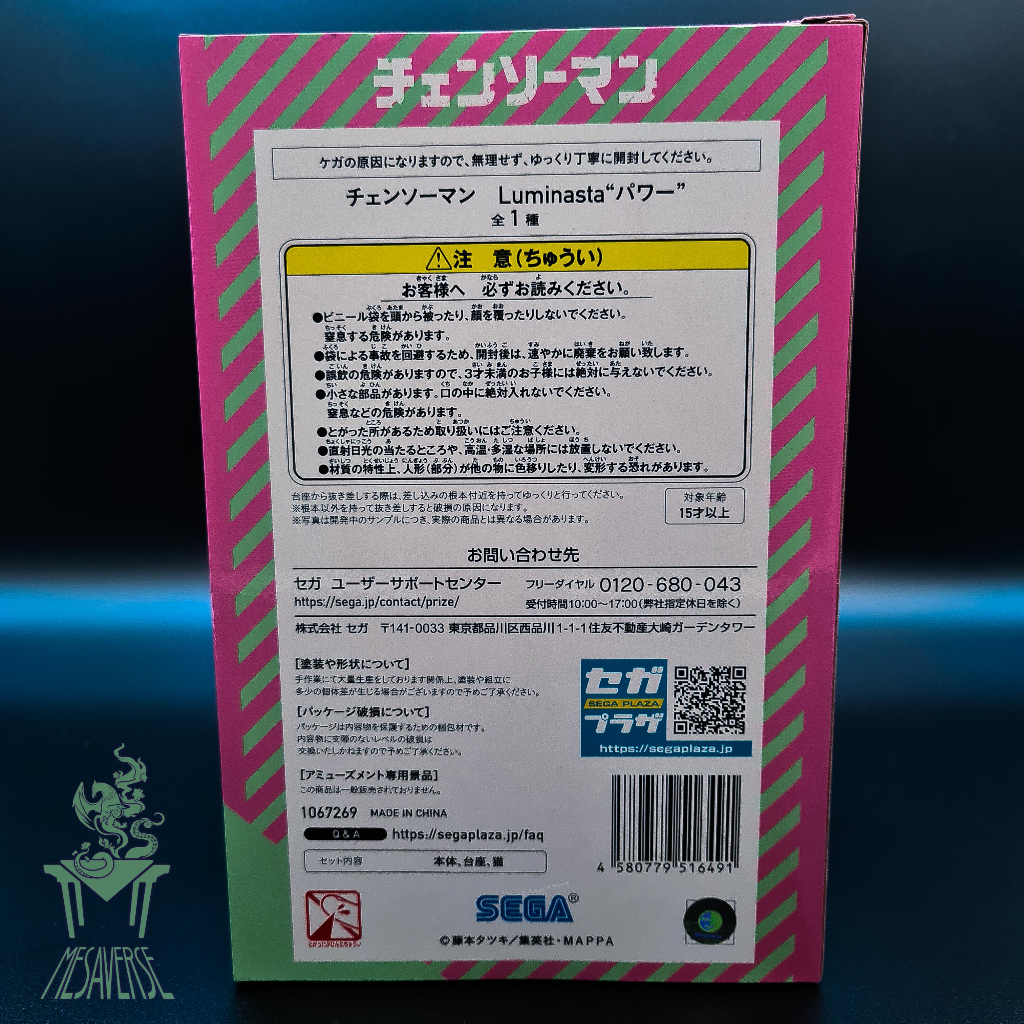 チェンソーマン
ケガの原因になりますので、無理せず、ゆっくり丁寧に開封してください。
チェンソーマン Luminasta“パワー”
全1種
⚠注 意(ちゅうい)
お客様へ 必ずお読みください。
●ビニール袋を頭から被ったり、顔を覆ったりしないでください。
窒息する危険があります。
●袋による事故を回避するため、開封後は、速やかに廃棄をお願い致します。
●誤飲の危険がありますので、3才未満のお子様には絶対に与えないでください。
●小さな部品があります。口の中に絶対入れないでください。
窒息などの危険があります。
●とがった所があるため取り扱いにはご注意ください。
●直射日光の当たるところや、高温・多湿な場所には放置しないでください。
●材質の特性上、人形(部分)が他の物に色移りしたり、変形する恐れがあります。
台座から抜き差しする際は、差し込みの根本付近を持ってゆっくりと行ってください。
※根本以外を持って抜き差しすると破損の原因になります。
※写真は開発中のサンプルにつき、実際の商品とは異なる場合があります。
対象年齢
15才以上
お問い合わせ先
セガ ユーザーサポートセンター フリーダイヤル 0120-680-043
https://sega.jp/contact/prize/ 受付時間10:00〜17:00(弊社指定休日を除く)
株式会社 セガ 〒141-0033 東京都品川区西品川1-1-1住友不動産大崎ガーデンタワー
[塗装や形状について]
手作業にて大量生産をしております関係上、塗装や組立に
多少の個体差が生じる場合がございますので予めご了承ください。
[パッケージ破損について]
パッケージは内容物を保護するための梱包材です。
内容物に支障のないレベルの破損は
交換いたしかねますので予めご了承ください。
セガ
SEGA PLAZA
プラザ
https://segaplaza.jp
[アミューズメント専用景品]
この商品は一般販売されておりません。
1067269 MADE IN CHINA
Q & A https://segaplaza.jp/faq
セット内容 本体、台座、猫
4 580779 516491
SEGA®
©藤本タツキ/集英社・MAPPA
MESAVERSE